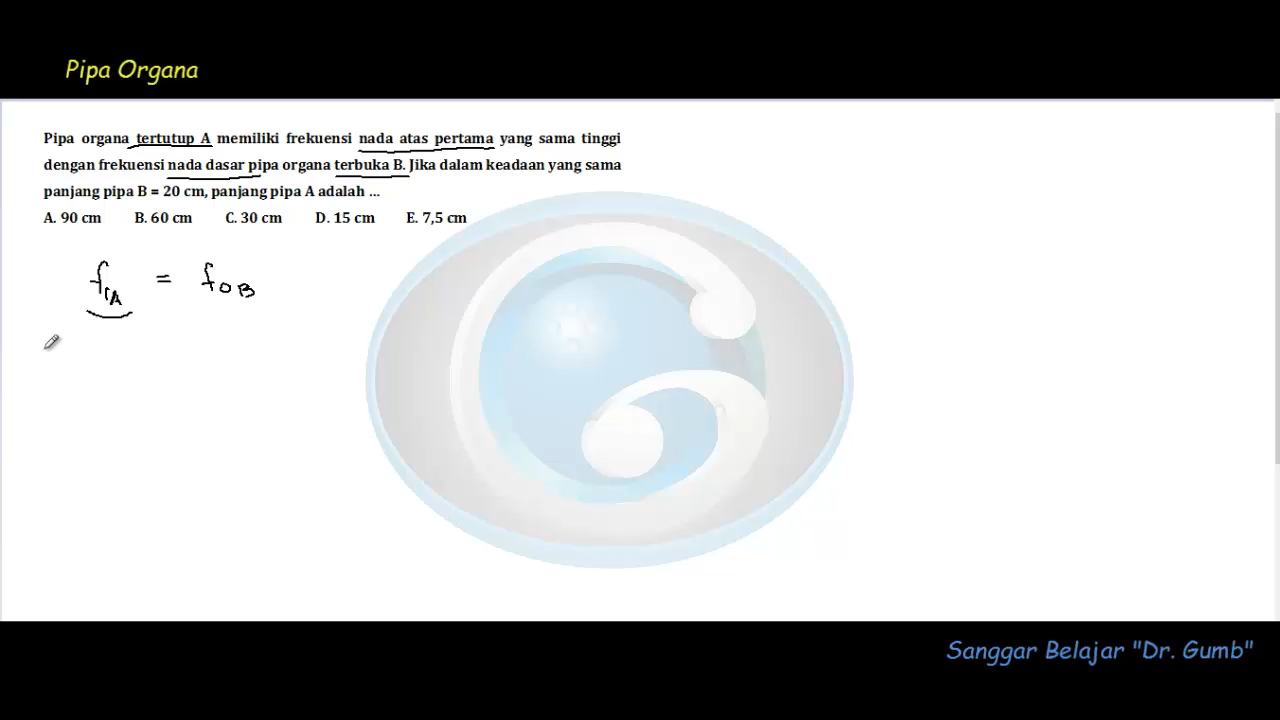 Pipa Organa
Pipa organa tertutup A memiliki frekuensi nada atas pertama yang sama tinggi
dengan frekuensi nada dasar pipa organa terbuka B. Jika dalam keadaan yang sama
panjang pipa B = 20 cm, panjang pipa A adalah ...
A. 90 cm B. 60 cm C. 30 cm D. 15 cm E. 7,5 cm
f1A = f0B
Sanggar Belajar "Dr. Gumb"